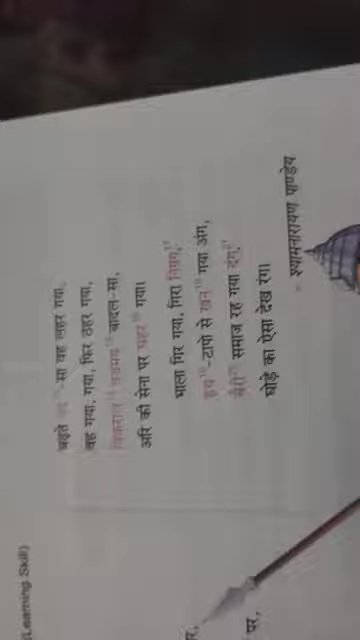 (Learning Skill)
बढ़ते नद-सा वह लहर गया,
वह गया, गया, फिर ठहर गया,
विकराल वज्रमय बादल-सा,
अरि की सेना पर घहर गया।
भाला गिर गया, गिरा निषंग,
हय-टापों से खन गया अंग,
बैरी समाज रह गया दंग,
घोड़े का ऐसा देख रंग।
– श्यामनारायण पाण्डेय
पर,